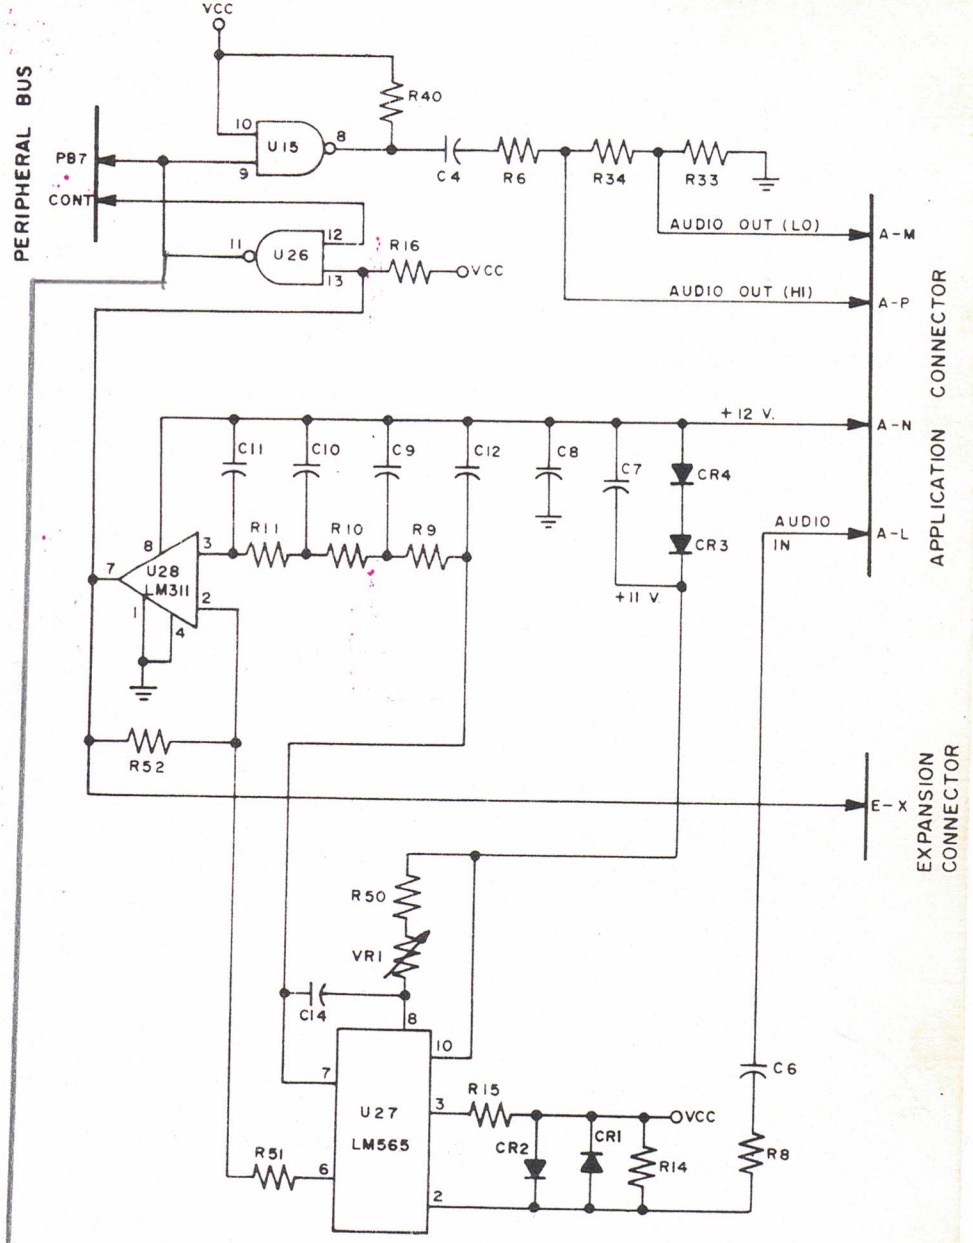 VCC
PERIPHERAL BUS
R40
10
U15
8
9
PB7
CONT
C4
R6
R34
R33
AUDIO OUT (LO)
A-M
11
U26
12
13
R16
VCC
AUDIO OUT (HI)
A-P
APPLICATION CONNECTOR
+12 V.
A-N
C11
C10
C9
C12
C8
C7
CR4
CR3
+11 V.
AUDIO
IN
A-L
R11
R10
R9
8
3
7
U28
LM311
2
1
4
R52
E-X
EXPANSION
CONNECTOR
R50
VR1
C14
8
10
7
U27
LM565
3
R15
VCC
CR2
CR1
R14
C6
R8
R51
6
2